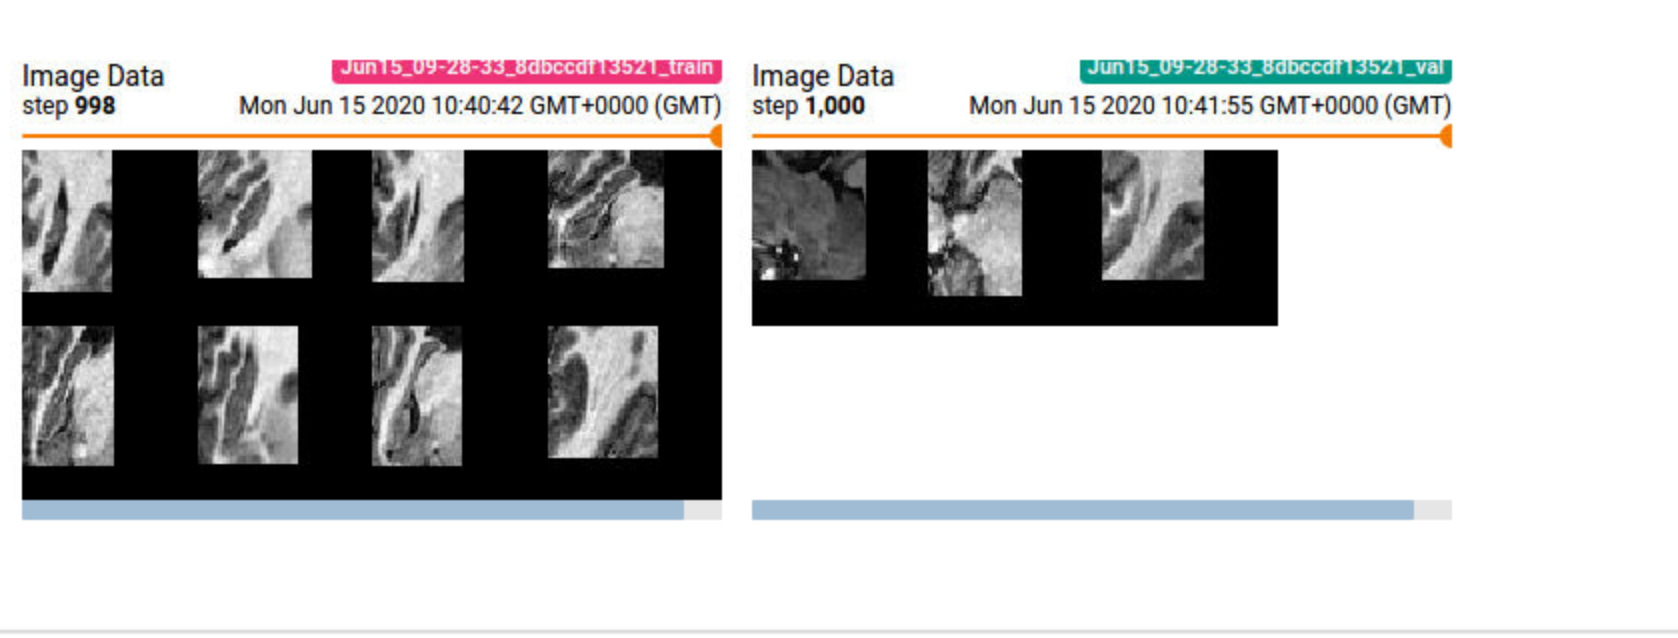 Image Data
Jun15_09-28-33_8dbccdf13521_train
step 998
Mon Jun 15 2020 10:40:42 GMT+0000 (GMT)
Image Data
Jun15_09-28-33_8dbccdf13521_val
step 1,000
Mon Jun 15 2020 10:41:55 GMT+0000 (GMT)